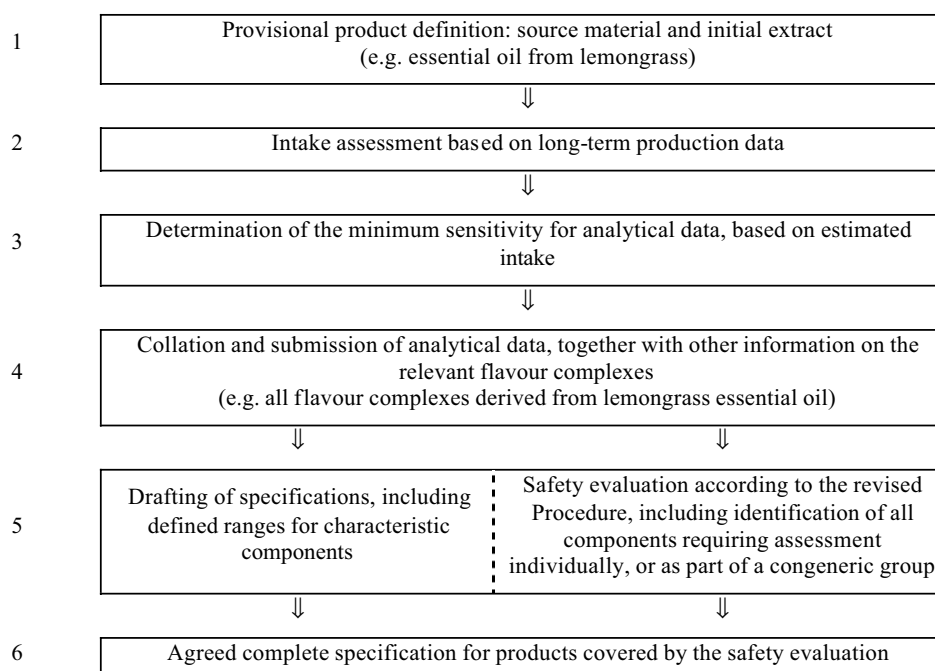 1
Provisional product definition: source material and initial extract
(e.g. essential oil from lemongrass)
⇓
2
Intake assessment based on long-term production data
⇓
3
Determination of the minimum sensitivity for analytical data, based on estimated
intake
⇓
4
Collation and submission of analytical data, together with other information on the
relevant flavour complexes
(e.g. all flavour complexes derived from lemongrass essential oil)
⇓ ⇓
5
Drafting of specifications, including
defined ranges for characteristic
components
Safety evaluation according to the revised
Procedure, including identification of all
components requiring assessment
individually, or as part of a congeneric group
⇓ ⇓
6
Agreed complete specification for products covered by the safety evaluation